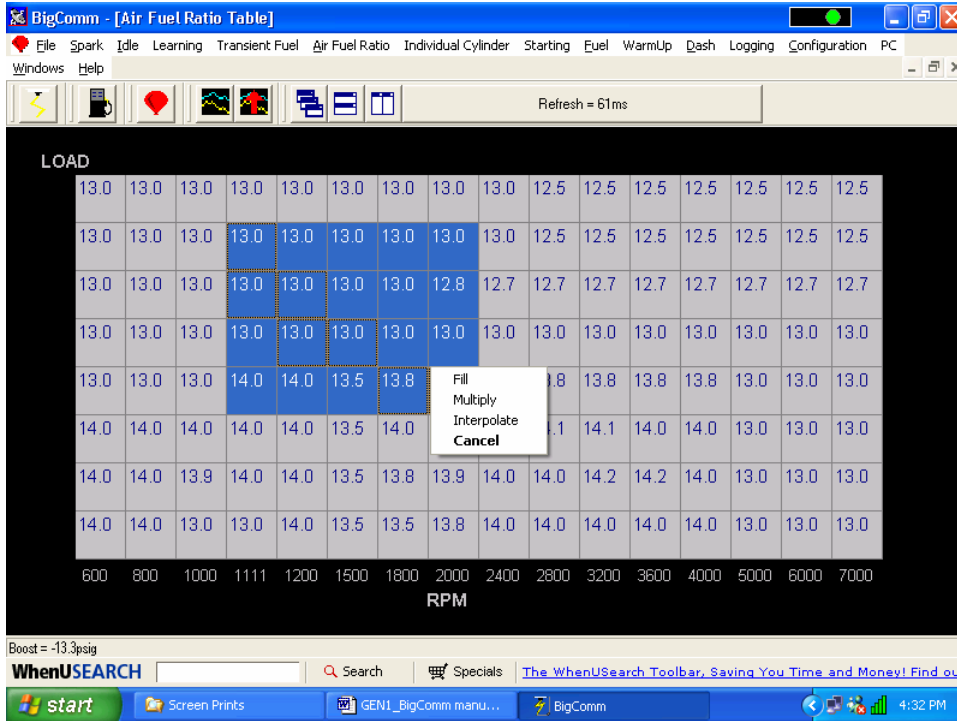 BigComm - [Air Fuel Ratio Table]
File Spark Idle Learning Transient Fuel Air Fuel Ratio Individual Cylinder Starting Fuel WarmUp Dash Logging Configuration PC
Windows Help
Refresh = 61ms
LOAD
13.0 13.0 13.0 13.0 13.0 13.0 13.0 13.0 13.0 12.5 12.5 12.5 12.5 12.5 12.5 12.5
13.0 13.0 13.0 13.0 13.0 13.0 13.0 13.0 13.0 12.5 12.5 12.5 12.5 12.5 12.5 12.5
13.0 13.0 13.0 13.0 13.0 13.0 13.0 12.8 12.7 12.7 12.7 12.7 12.7 12.7 12.7 12.7
13.0 13.0 13.0 13.0 13.0 13.0 13.0 13.0 13.0 13.0 13.0 13.0 13.0 13.0 13.0 13.0
13.0 13.0 13.0 14.0 14.0 13.5 13.8 .8 13.8 13.8 13.8 13.0 13.0 13.0
Fill
Multiply
Interpolate
Cancel
14.0 14.0 14.0 14.0 14.0 13.5 14.0 .1 14.1 14.0 14.0 13.0 13.0 13.0
14.0 14.0 13.9 14.0 14.0 13.5 13.8 13.9 14.0 14.0 14.2 14.2 14.0 13.0 13.0 13.0
14.0 14.0 13.0 13.0 14.0 13.5 13.5 13.8 14.0 14.0 14.0 14.0 14.0 13.0 13.0 13.0
600 800 1000 1111 1200 1500 1800 2000 2400 2800 3200 3600 4000 5000 6000 7000
RPM
Boost = -13.3psig
WhenUSEARCH Search Specials The WhenUSearch Toolbar, Saving You Time and Money! Find ou
start Screen Prints GEN1_BigComm manu... BigComm 4:32 PM